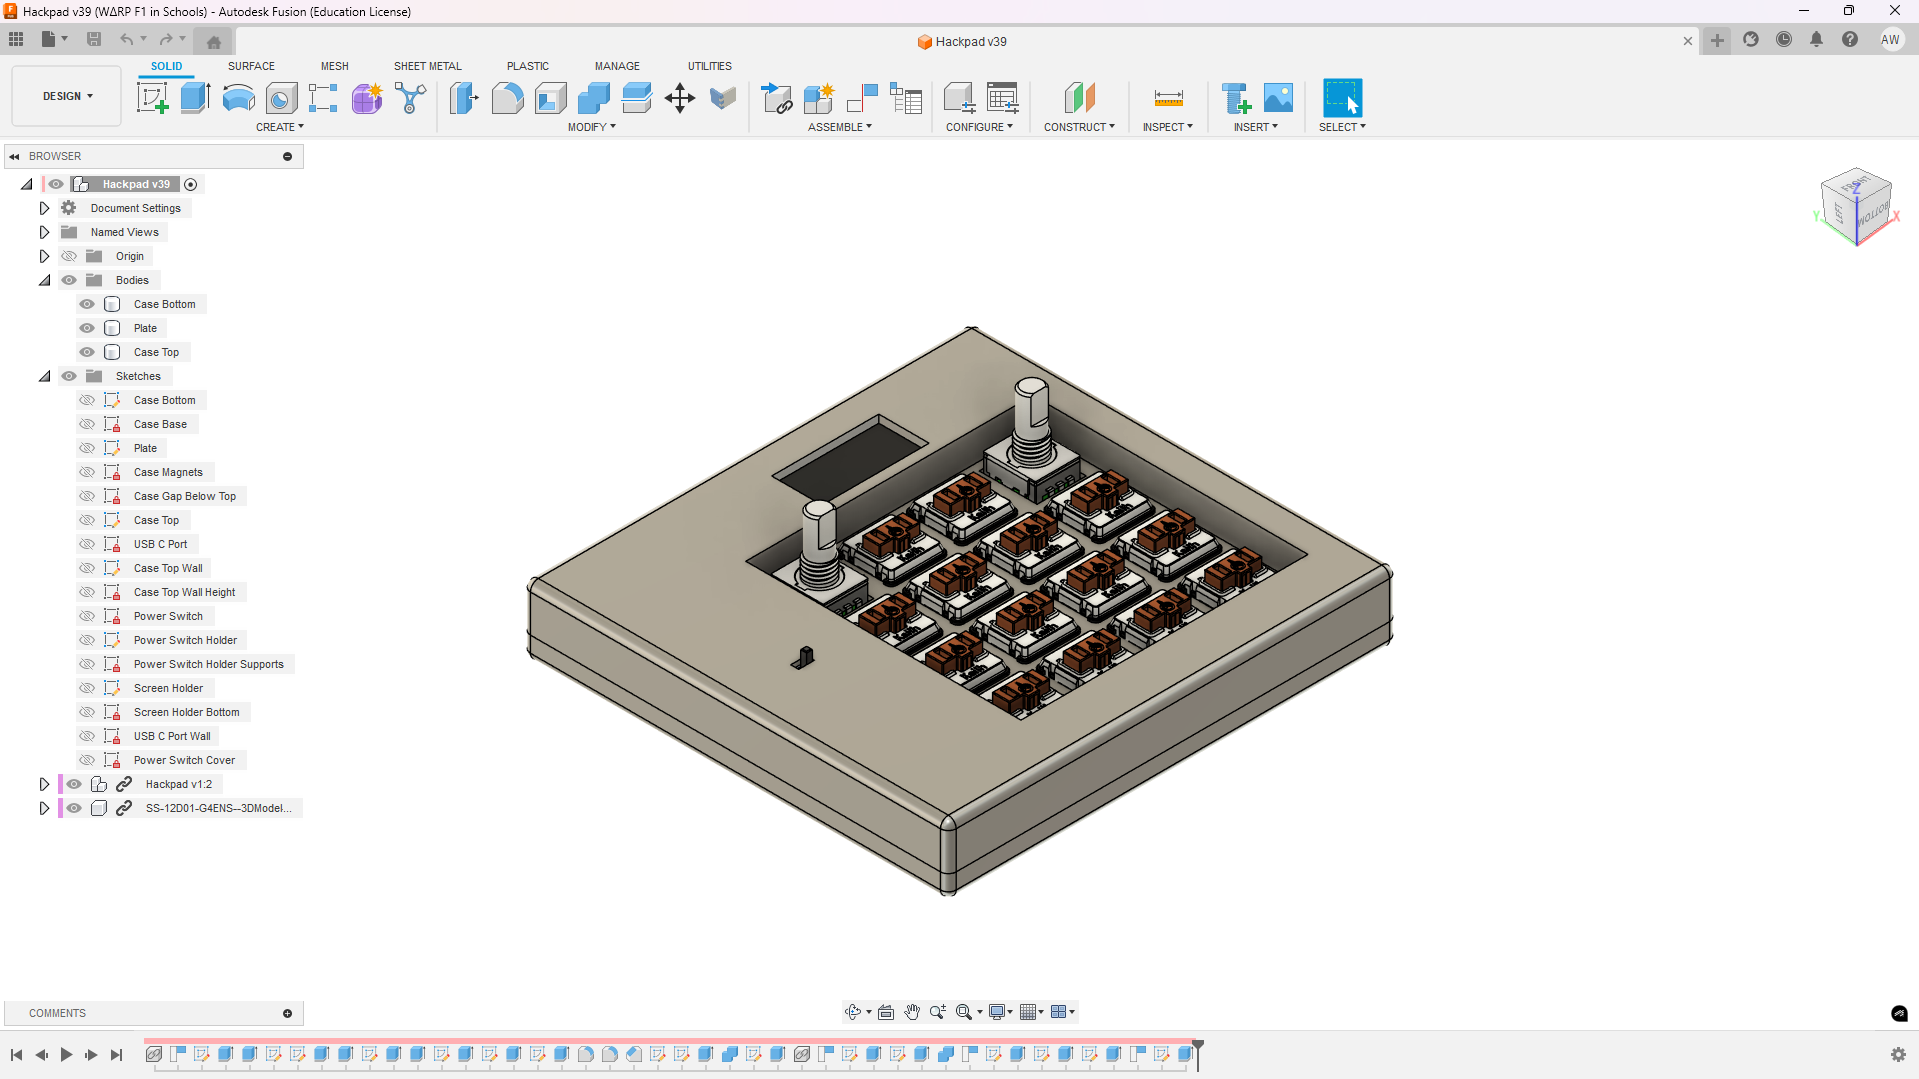 Hackpad v39 (WΔRP F1 in Schools) - Autodesk Fusion (Education License)
Hackpad v39
AW
DESIGN
SOLID
SURFACE
MESH
SHEET METAL
PLASTIC
MANAGE
UTILITIES
CREATE
MODIFY
ASSEMBLE
CONFIGURE
CONSTRUCT
INSPECT
INSERT
SELECT
BROWSER
Hackpad v39
Document Settings
Named Views
Origin
Bodies
Case Bottom
Plate
Case Top
Sketches
Case Bottom
Case Base
Plate
Case Magnets
Case Gap Below Top
Case Top
USB C Port
Case Top Wall
Case Top Wall Height
Power Switch
Power Switch Holder
Power Switch Holder Supports
Screen Holder
Screen Holder Bottom
USB C Port Wall
Power Switch Cover
Hackpad v1:2
SS-12D01-G4ENS--3DModel-...
FRONT
LEFT
BOTTOM
Z
Y
X
COMMENTS